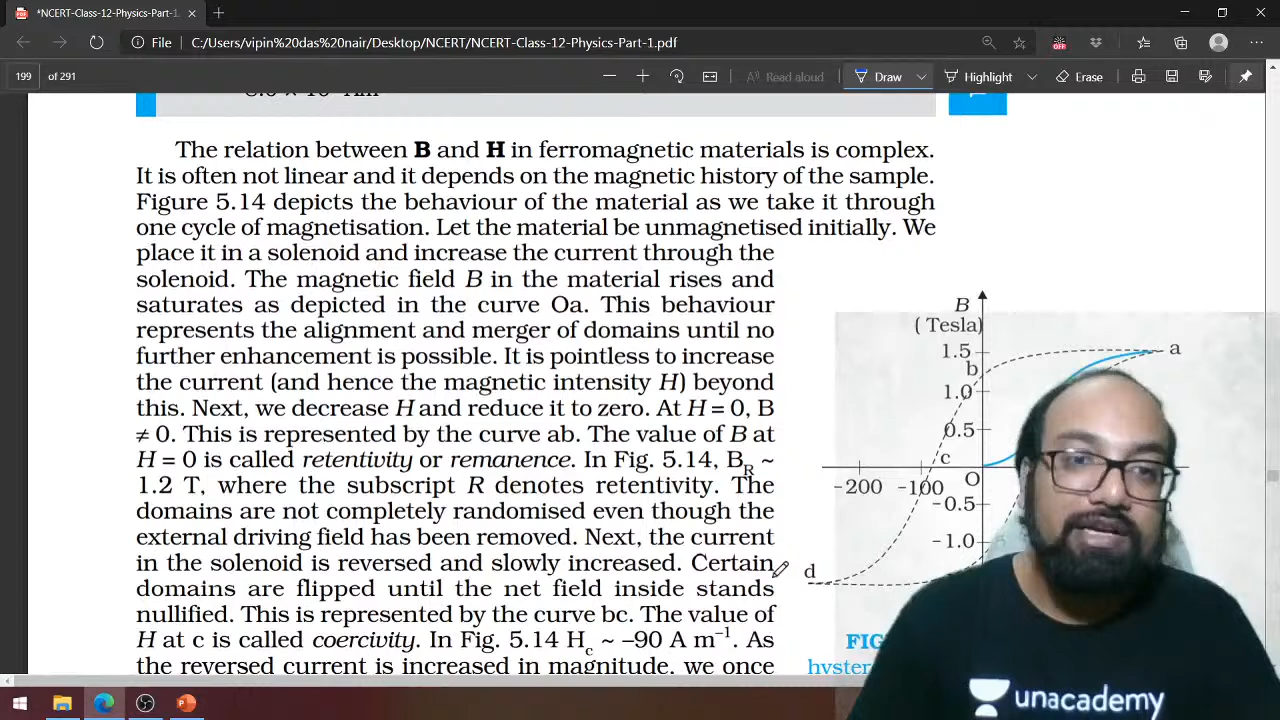 *NCERT-Class-12-Physics-Part-1.
File
C:/Users/vipin%20das%20nair/Desktop/NCERT/NCERT-Class-12-Physics-Part-1.pdf
OFF
199 of 291
Read aloud
Draw
Highlight
Erase
The relation between B and H in ferromagnetic materials is complex.
It is often not linear and it depends on the magnetic history of the sample.
Figure 5.14 depicts the behaviour of the material as we take it through
one cycle of magnetisation. Let the material be unmagnetised initially. We
place it in a solenoid and increase the current through the
solenoid. The magnetic field B in the material rises and
saturates as depicted in the curve Oa. This behaviour
represents the alignment and merger of domains until no
further enhancement is possible. It is pointless to increase
the current (and hence the magnetic intensity H) beyond
this. Next, we decrease H and reduce it to zero. At H = 0, B
≠ 0. This is represented by the curve ab. The value of B at
H = 0 is called retentivity or remanence. In Fig. 5.14, B_R ~
1.2 T, where the subscript R denotes retentivity. The
domains are not completely randomised even though the
external driving field has been removed. Next, the current
in the solenoid is reversed and slowly increased. Certain
domains are flipped until the net field inside stands
nullified. This is represented by the curve bc. The value of
H at c is called coercivity. In Fig. 5.14 H_c ~ –90 A m⁻¹. As
the reversed current is increased in magnitude, we once
B
( Tesla)
1.5
a
b
1.0
0.5
c
O
-200
-100
-0.5
-1.0
d
unacademy